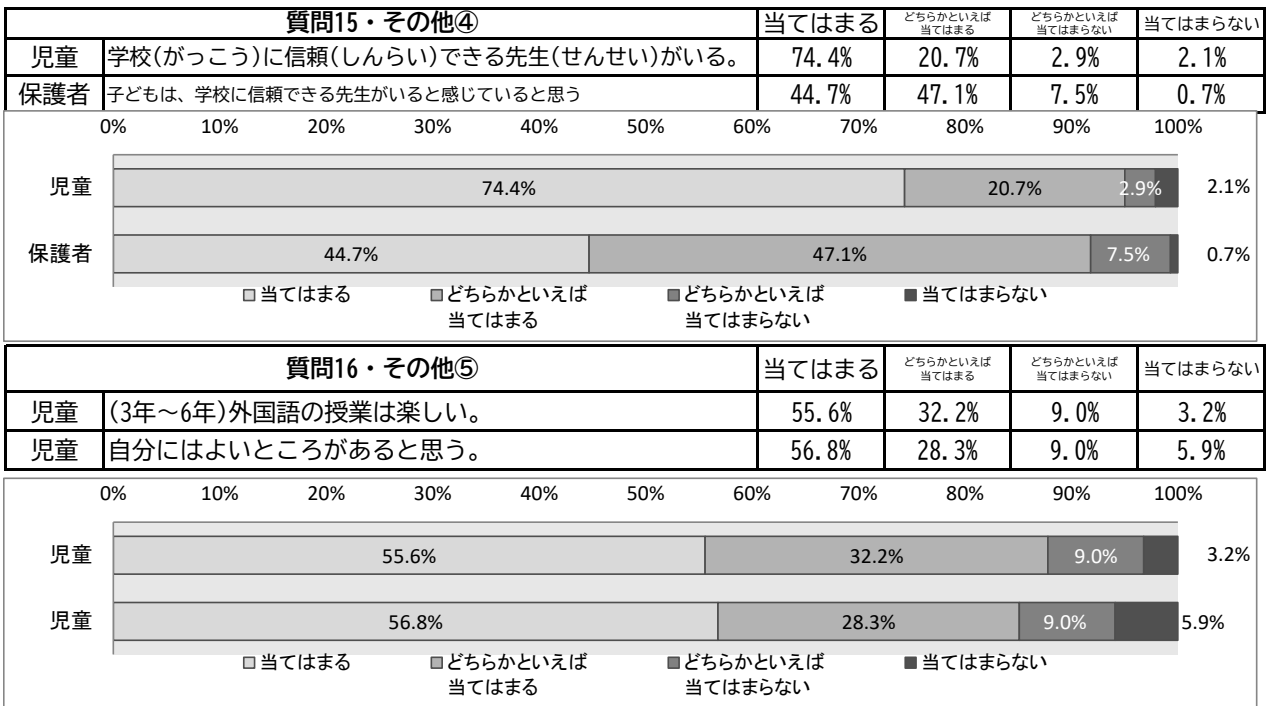 質問15・その他④ 当てはまる どちらかといえば当てはまる どちらかといえば当てはまらない 当てはまらない
児童 学校(がっこう)に信頼(しんらい)できる先生(せんせい)がいる。 74.4% 20.7% 2.9% 2.1%
保護者 子どもは、学校に信頼できる先生がいると感じていると思う 44.7% 47.1% 7.5% 0.7%
0% 10% 20% 30% 40% 50% 60% 70% 80% 90% 100%
児童 74.4% 20.7% 2.9% 2.1%
保護者 44.7% 47.1% 7.5% 0.7%
当てはまる どちらかといえば どちらかといえば 当てはまらない
当てはまる 当てはまらない
質問16・その他⑤ 当てはまる どちらかといえば当てはまる どちらかといえば当てはまらない 当てはまらない
児童 (3年～6年)外国語の授業は楽しい。 55.6% 32.2% 9.0% 3.2%
児童 自分にはよいところがあると思う。 56.8% 28.3% 9.0% 5.9%
0% 10% 20% 30% 40% 50% 60% 70% 80% 90% 100%
児童 55.6% 32.2% 9.0% 3.2%
児童 56.8% 28.3% 9.0% 5.9%
当てはまる どちらかといえば どちらかといえば 当てはまらない
当てはまる 当てはまらない